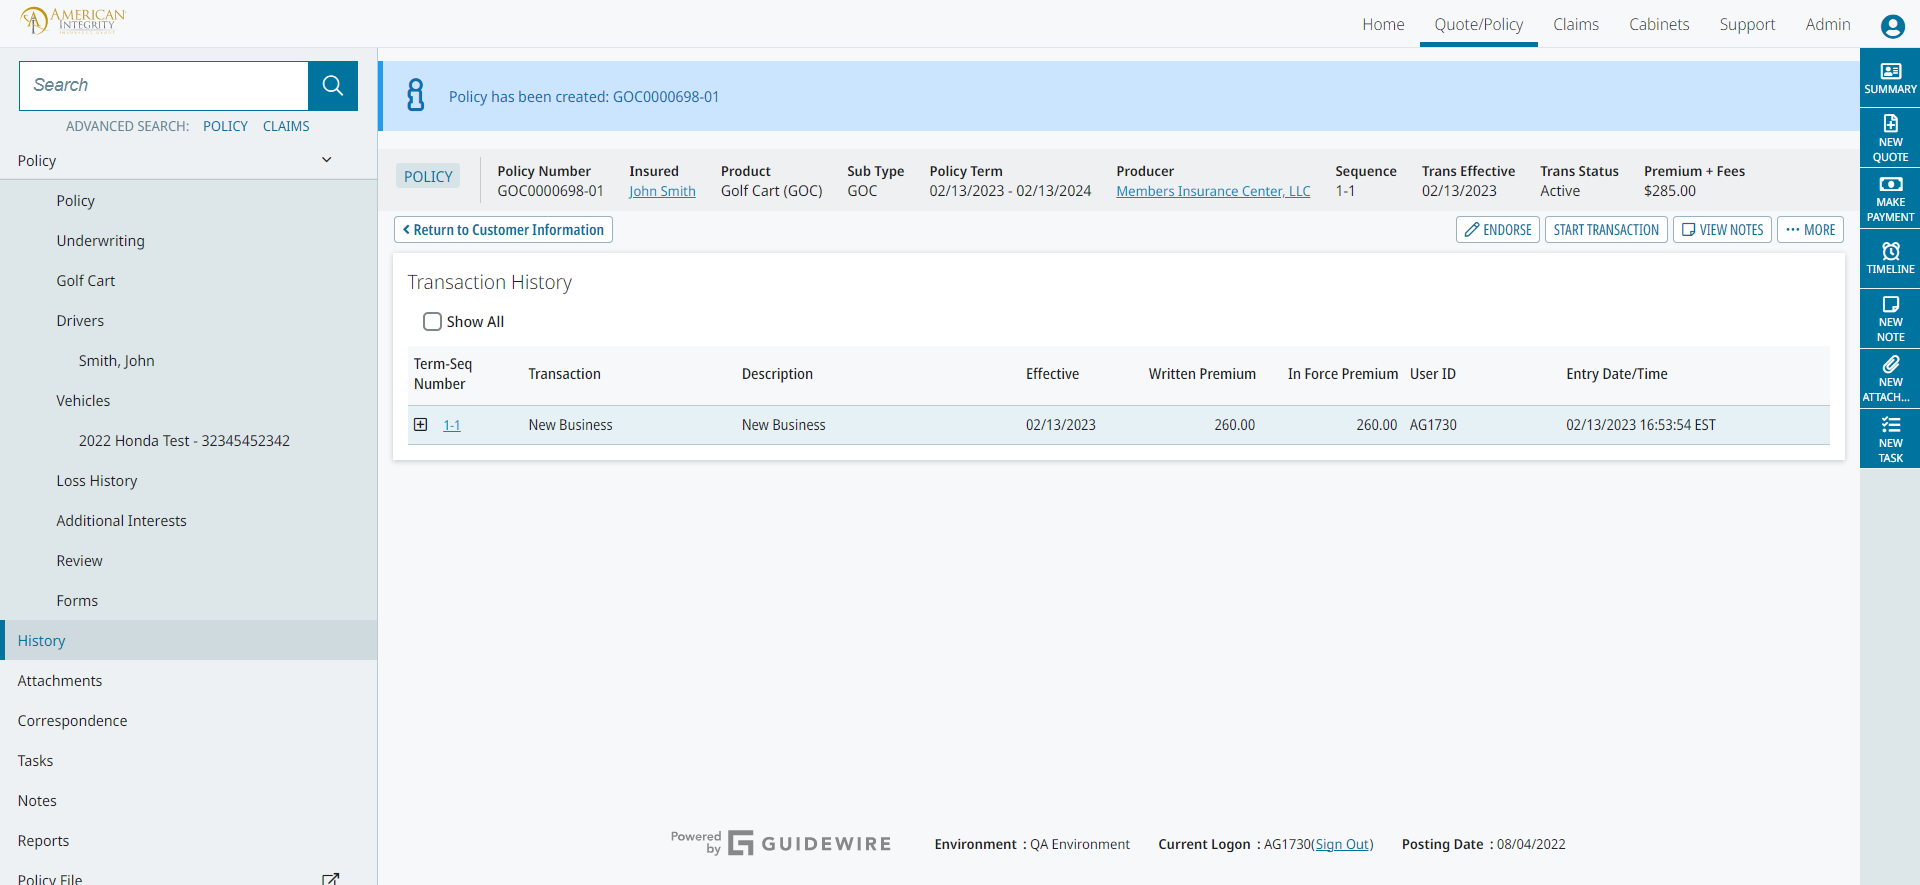 AMERICAN
INTEGRITY
INSURANCE GROUP
Home Quote/Policy Claims Cabinets Support Admin
Search
ADVANCED SEARCH: POLICY CLAIMS
Policy
Policy
Underwriting
Golf Cart
Drivers
Smith, John
Vehicles
2022 Honda Test - 32345452342
Loss History
Additional Interests
Review
Forms
History
Attachments
Correspondence
Tasks
Notes
Reports
Policy File
Policy has been created: GOC0000698-01
POLICY
Policy Number Insured Product Sub Type Policy Term Producer Sequence Trans Effective Trans Status Premium + Fees
GOC0000698-01 John Smith Golf Cart (GOC) GOC 02/13/2023 - 02/13/2024 Members Insurance Center, LLC 1-1 02/13/2023 Active $285.00
Return to Customer Information ENDORSE START TRANSACTION VIEW NOTES MORE
Transaction History
Show All
Term-Seq Number Transaction Description Effective Written Premium In Force Premium User ID Entry Date/Time
1-1 New Business New Business 02/13/2023 260.00 260.00 AG1730 02/13/2023 16:53:54 EST
Powered by GUIDEWIRE Environment : QA Environment Current Logon : AG1730(Sign Out) Posting Date : 08/04/2022
SUMMARY
NEW
QUOTE
MAKE
PAYMENT
TIMELINE
NEW
NOTE
NEW
ATTACH...
NEW
TASK